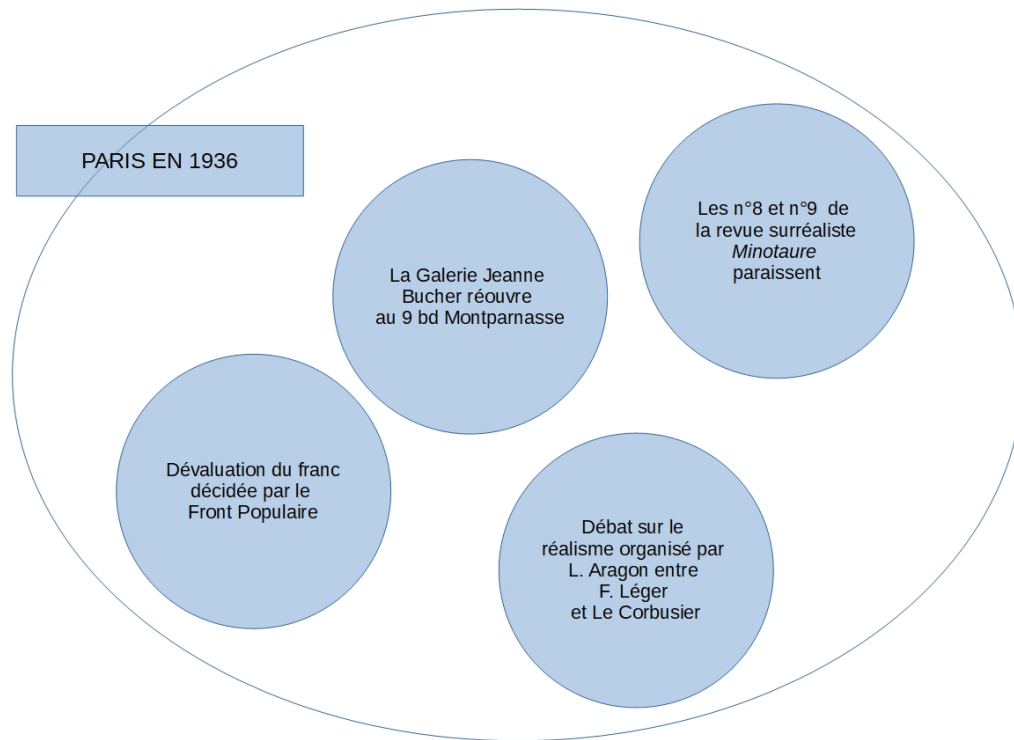 PARIS EN 1936
Les n°8 et n°9 de
la revue surréaliste
Minotaure
paraissent
La Galerie Jeanne
Bucher réouvre
au 9 bd Montparnasse
Dévaluation du franc
décidée par le
Front Populaire
Débat sur le
réalisme organisé par
L. Aragon entre
F. Léger
et Le Corbusier